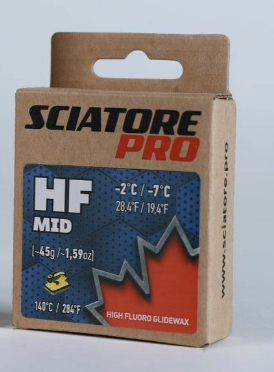 SCIATORE
PRO
HF
MID
-2°C / -7°C
28,4°F / 19,4°F
[~45g /~1,59oz]
140°C / 284°F
HIGH FLUORO GLIDEWAX
www.sciatore.pro